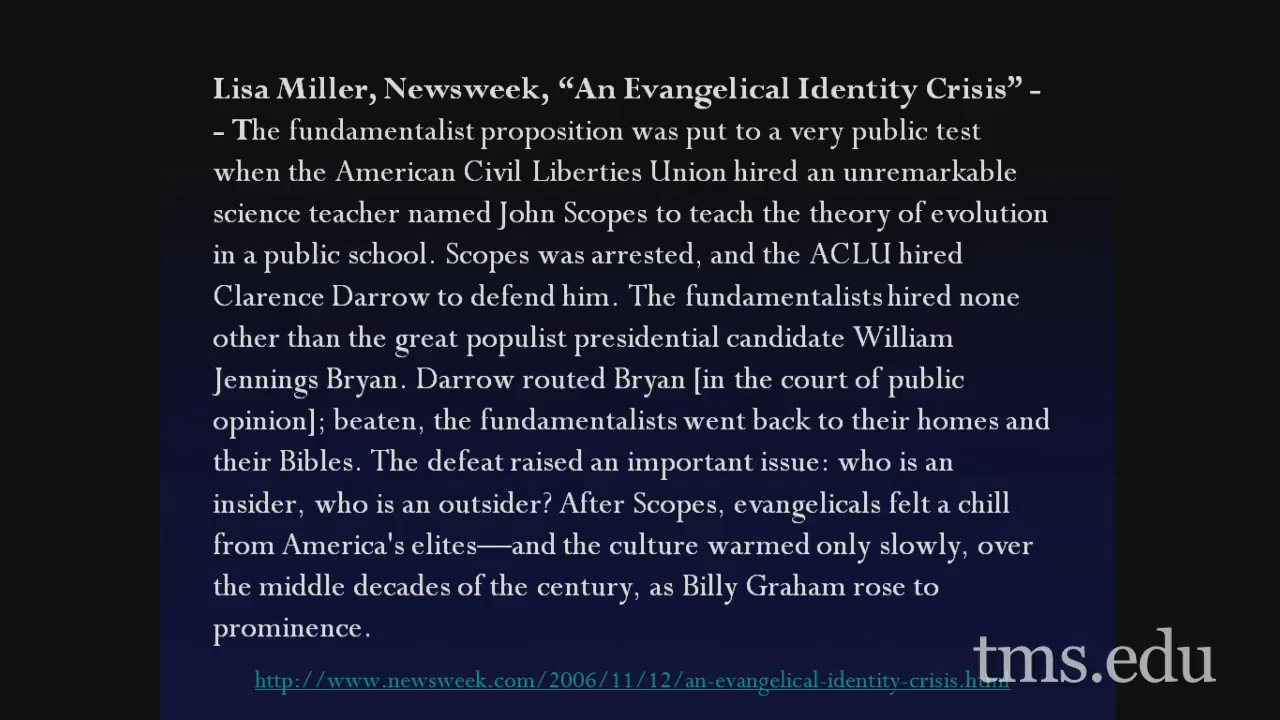 Lisa Miller, Newsweek, “An Evangelical Identity Crisis” -
- The fundamentalist proposition was put to a very public test
when the American Civil Liberties Union hired an unremarkable
science teacher named John Scopes to teach the theory of evolution
in a public school. Scopes was arrested, and the ACLU hired
Clarence Darrow to defend him. The fundamentalists hired none
other than the great populist presidential candidate William
Jennings Bryan. Darrow routed Bryan [in the court of public
opinion]; beaten, the fundamentalists went back to their homes and
their Bibles. The defeat raised an important issue: who is an
insider, who is an outsider? After Scopes, evangelicals felt a chill
from America's elites—and the culture warmed only slowly, over
the middle decades of the century, as Billy Graham rose to
prominence.
http://www.newsweek.com/2006/11/12/an-evangelical-identity-crisis.html
tms.edu